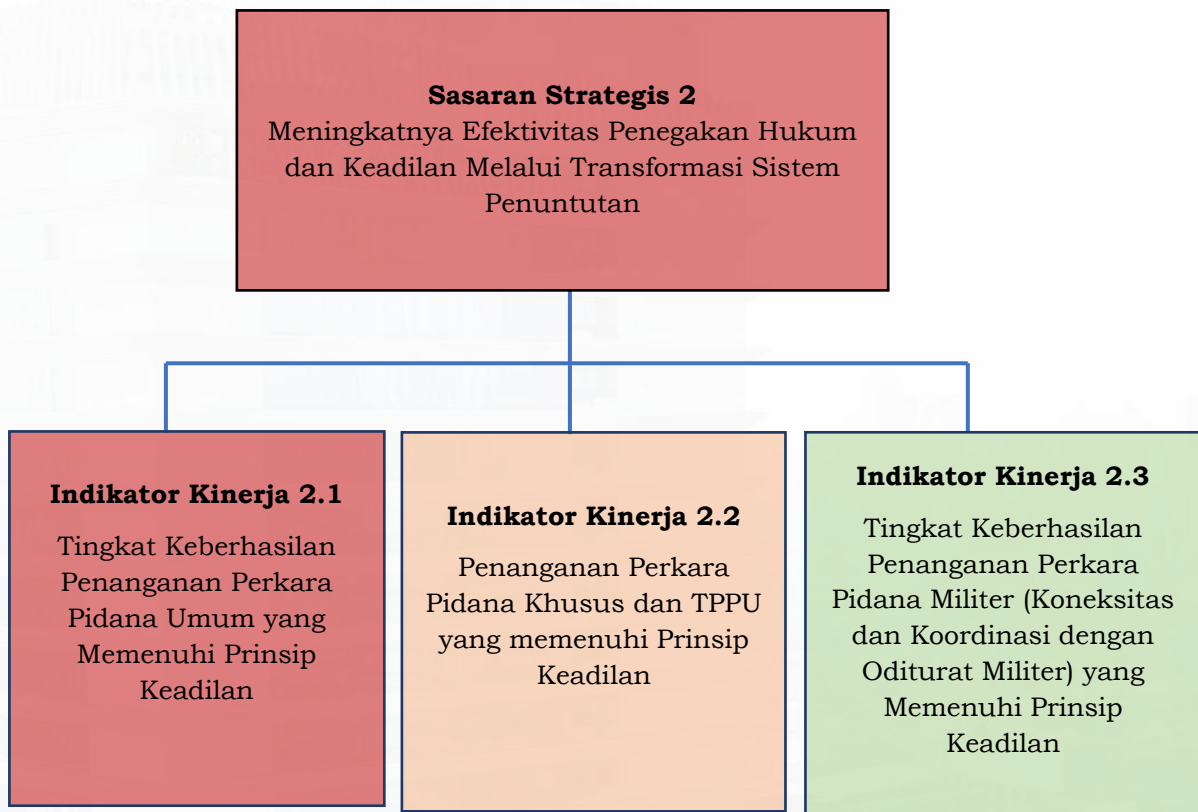 Sasaran Strategis 2
Meningkatnya Efektivitas Penegakan Hukum
dan Keadilan Melalui Transformasi Sistem
Penuntutan
Indikator Kinerja 2.1
Tingkat Keberhasilan
Penanganan Perkara
Pidana Umum yang
Memenuhi Prinsip
Keadilan
Indikator Kinerja 2.2
Penanganan Perkara
Pidana Khusus dan TPPU
yang memenuhi Prinsip
Keadilan
Indikator Kinerja 2.3
Tingkat Keberhasilan
Penanganan Perkara
Pidana Militer (Koneksitas
dan Koordinasi dengan
Oditurat Militer) yang
Memenuhi Prinsip
Keadilan